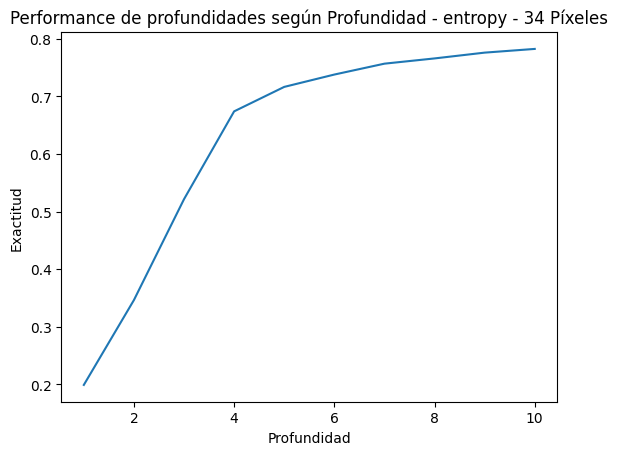 Performance de profundidades según Profundidad - entropy - 34 Píxeles
0.8
0.7
0.6
0.5
0.4
0.3
0.2
Exactitud
2 4 6 8 10
Profundidad